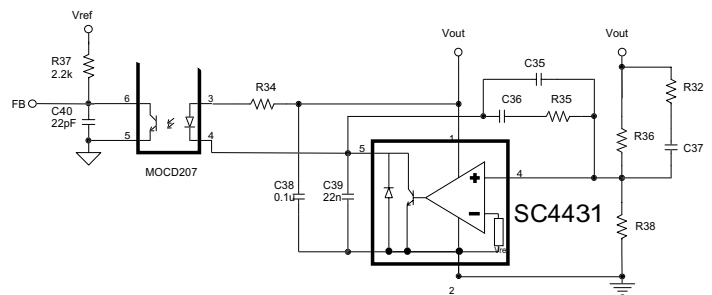 Vref
Vout
Vout
R37
2.2k
R34
C35
C36
R35
R32
FB
C40
22pF
6
3
5
4
MOCD207
R36
C37
1
5
4
+
-
SC4431
C38
0.1u
C39
22n
Vref
R38
2